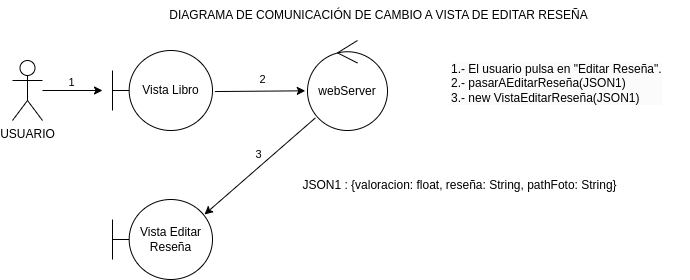 DIAGRAMA DE COMUNICACIÓN DE CAMBIO A VISTA DE EDITAR RESEÑA
1
USUARIO
Vista Libro
2
webServer
1.- El usuario pulsa en "Editar Reseña".
2.- pasarAEditarReseña(JSON1)
3.- new VistaEditarReseña(JSON1)
3
JSON1 : {valoracion: float, reseña: String, pathFoto: String}
Vista Editar
Reseña